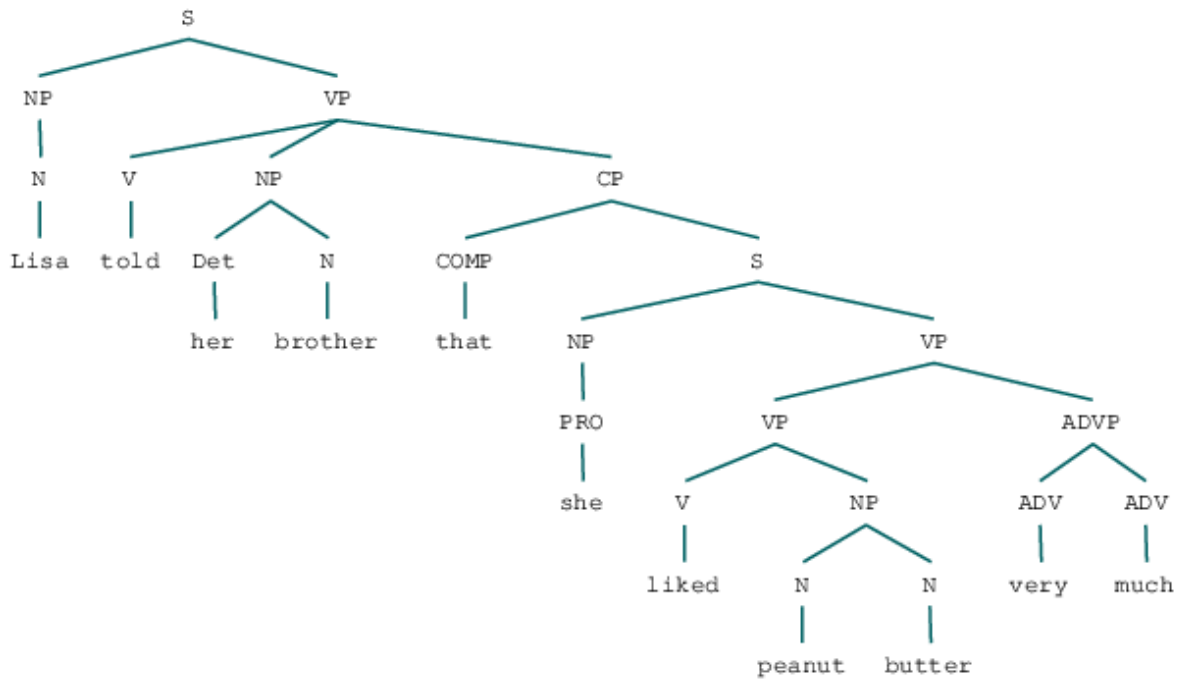 S
NP VP
N V NP CP
Lisa told Det N COMP S
her brother that NP VP
PRO VP ADVP
she V NP ADV ADV
liked N N very much
peanut butter